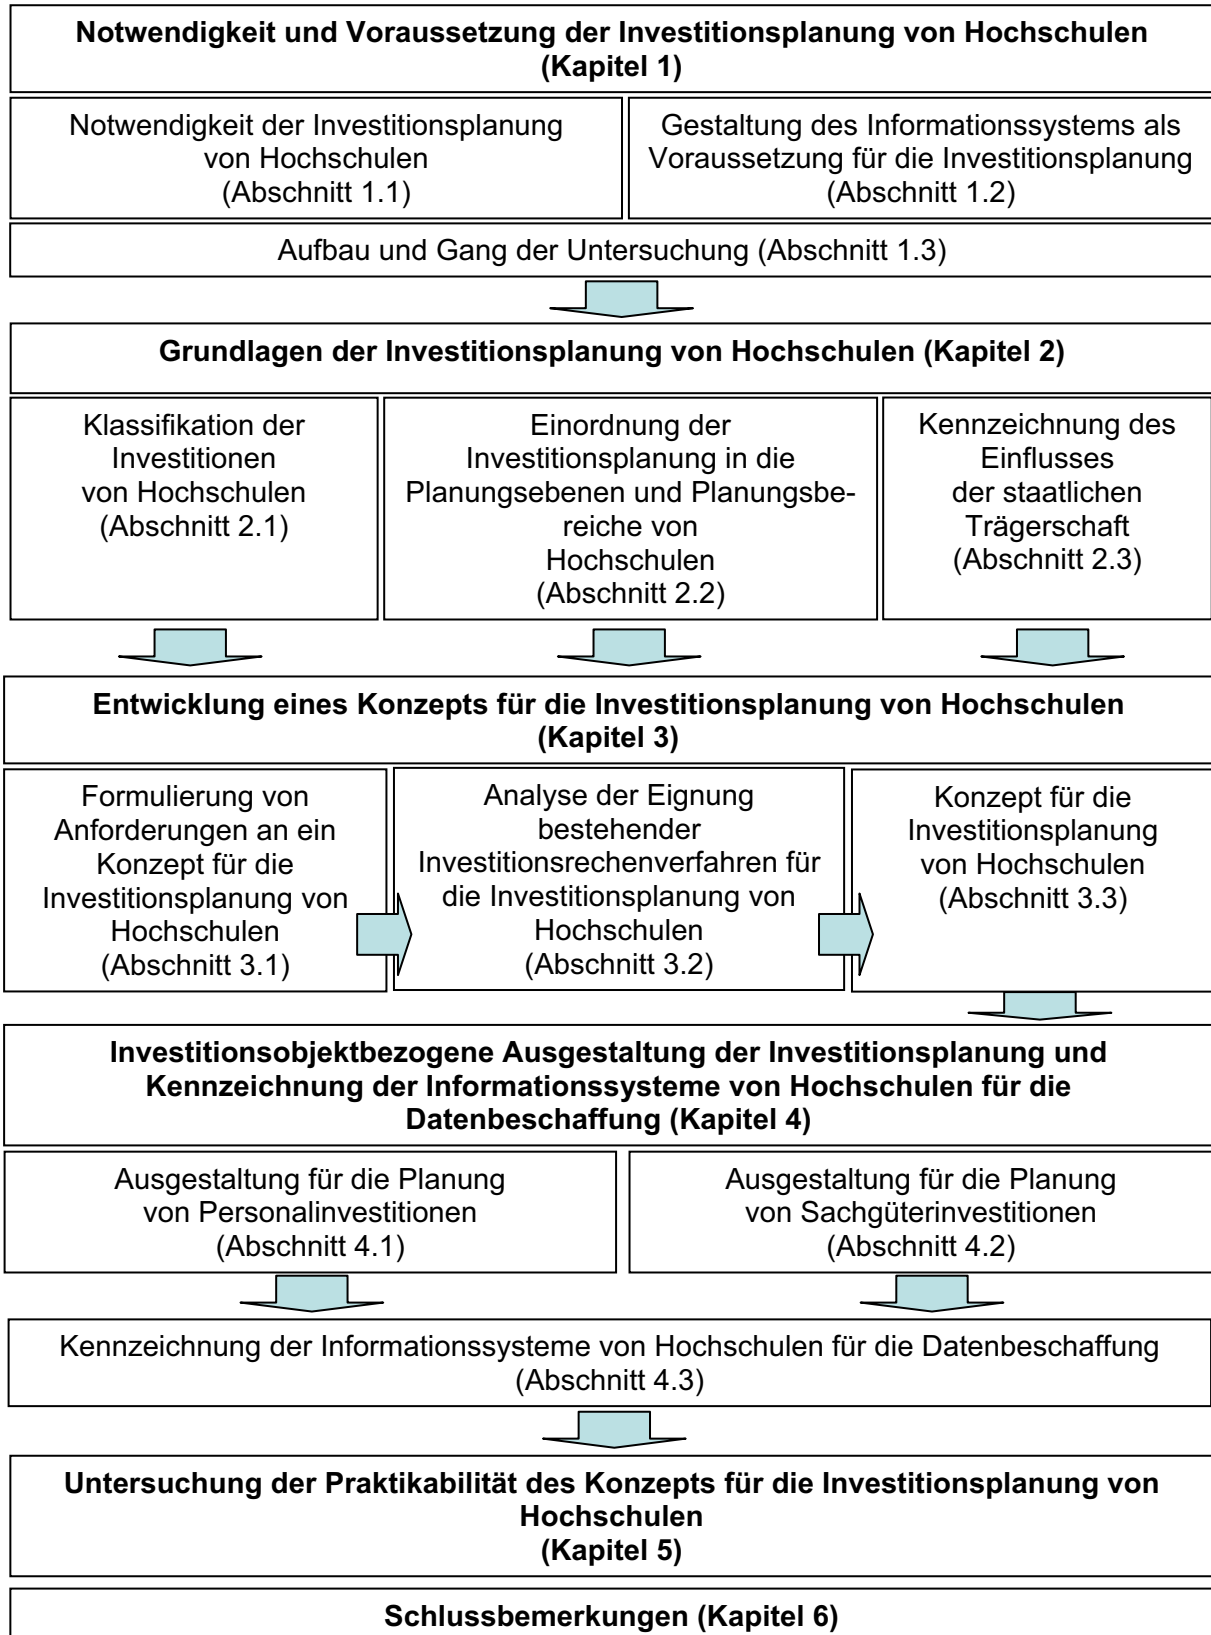 Notwendigkeit und Voraussetzung der Investitionsplanung von Hochschulen
(Kapitel 1)
Notwendigkeit der Investitionsplanung
von Hochschulen
(Abschnitt 1.1)
Gestaltung des Informationssystems als
Voraussetzung für die Investitionsplanung
(Abschnitt 1.2)
Aufbau und Gang der Untersuchung (Abschnitt 1.3)
Grundlagen der Investitionsplanung von Hochschulen (Kapitel 2)
Klassifikation der
Investitionen
von Hochschulen
(Abschnitt 2.1)
Einordnung der
Investitionsplanung in die
Planungsebenen und Planungsbe-
reiche von
Hochschulen
(Abschnitt 2.2)
Kennzeichnung des
Einflusses
der staatlichen
Trägerschaft
(Abschnitt 2.3)
Entwicklung eines Konzepts für die Investitionsplanung von Hochschulen
(Kapitel 3)
Formulierung von
Anforderungen an ein
Konzept für die
Investitionsplanung von
Hochschulen
(Abschnitt 3.1)
Analyse der Eignung
bestehender
Investitionsrechenverfahren für
die Investitionsplanung von
Hochschulen
(Abschnitt 3.2)
Konzept für die
Investitionsplanung
von Hochschulen
(Abschnitt 3.3)
Investitionsobjektbezogene Ausgestaltung der Investitionsplanung und
Kennzeichnung der Informationssysteme von Hochschulen für die
Datenbeschaffung (Kapitel 4)
Ausgestaltung für die Planung
von Personalinvestitionen
(Abschnitt 4.1)
Ausgestaltung für die Planung
von Sachgüterinvestitionen
(Abschnitt 4.2)
Kennzeichnung der Informationssysteme von Hochschulen für die Datenbeschaffung
(Abschnitt 4.3)
Untersuchung der Praktikabilität des Konzepts für die Investitionsplanung von
Hochschulen
(Kapitel 5)
Schlussbemerkungen (Kapitel 6)